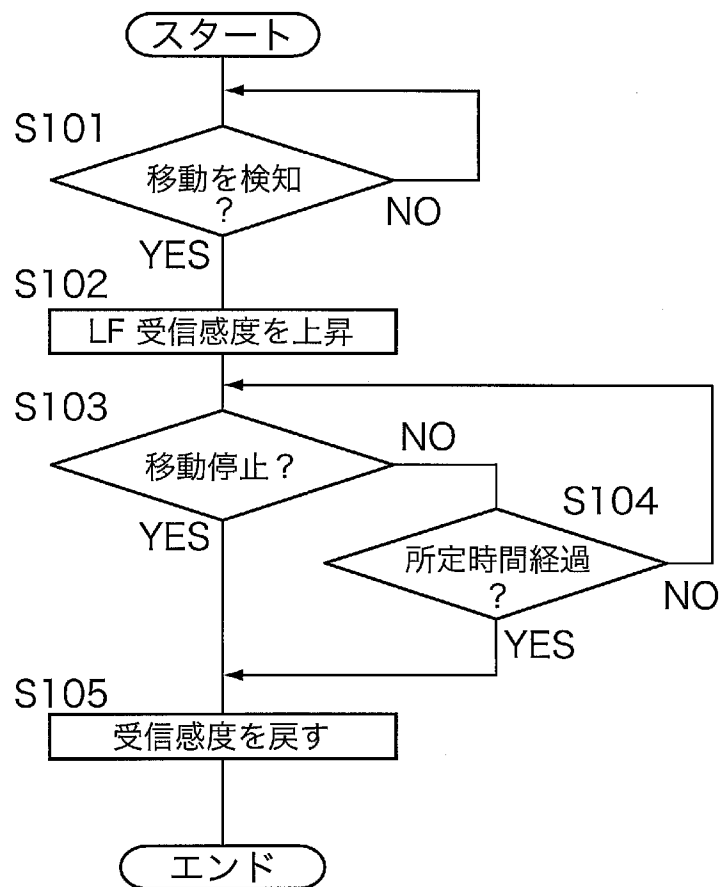 スタート
S101
移動を検知
?
NO
YES
S102
LF 受信感度を上昇
S103
移動停止?
NO
YES
S104
所定時間経過
?
NO
YES
S105
受信感度を戻す
エンド